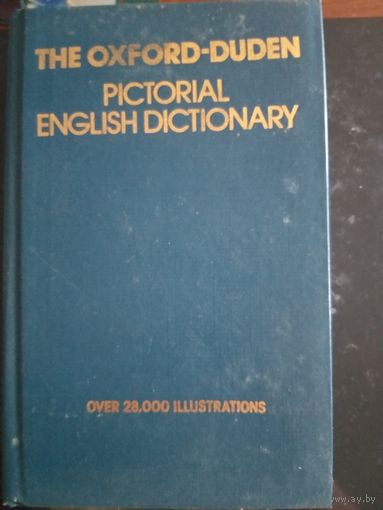 THE OXFORD-DUDEN
PICTORIAL
ENGLISH DICTIONARY
OVER 28,000 ILLUSTRATIONS
www.ay.by